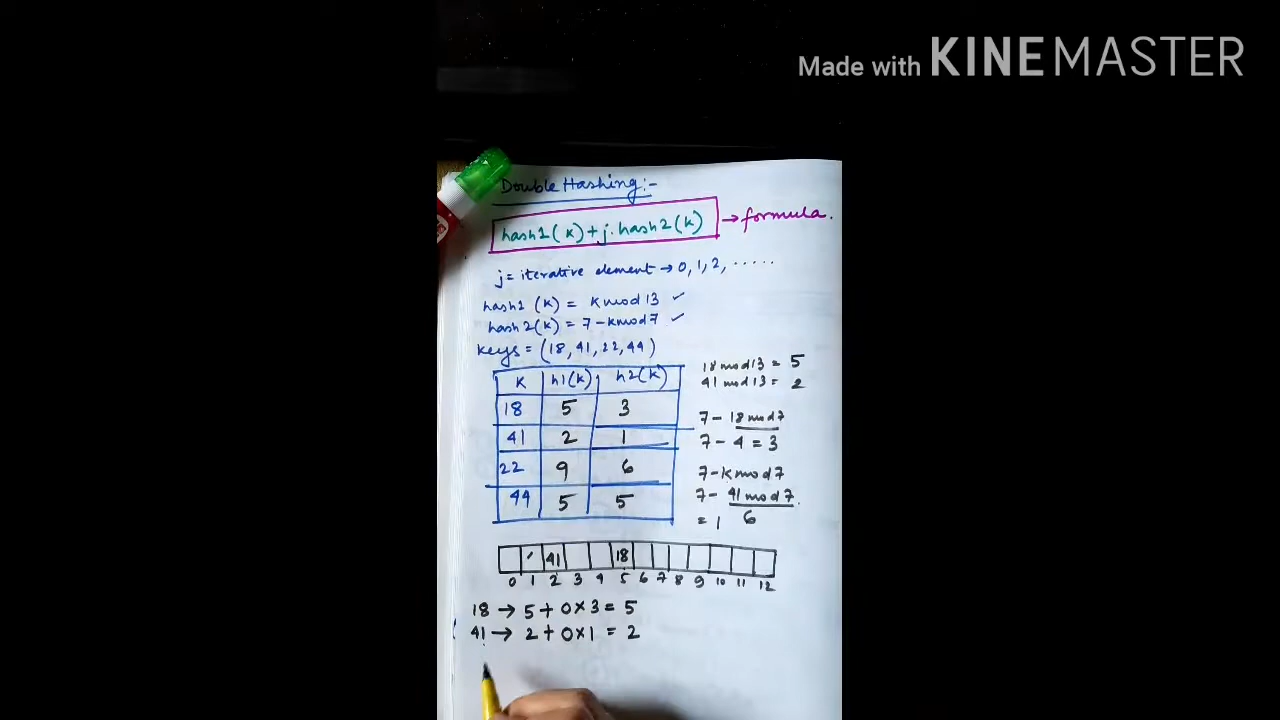 Made with KINEMASTER
Double Hashing:-
hash1(k)+j.hash2(k) → formula.
j= iterative element → 0, 1, 2, ......
hash1 (k) = k mod 13 ✓
hash2(k) = 7-kmod7 ✓
keys = (18, 41, 22, 44)
K h1(k) h2(k)
18 5 3
41 2 1
22 9 6
44 5 5
18 mod 13 = 5
41 mod 13 = 2
7 - 18 mod 7
7 - 4 = 3
7-kmod7
7 - 41 mod 7.
= 1 6
41 18
0 1 2 3 4 5 6 7 8 9 10 11 12
18 → 5 + 0×3 = 5
41 → 2 + 0×1 = 2